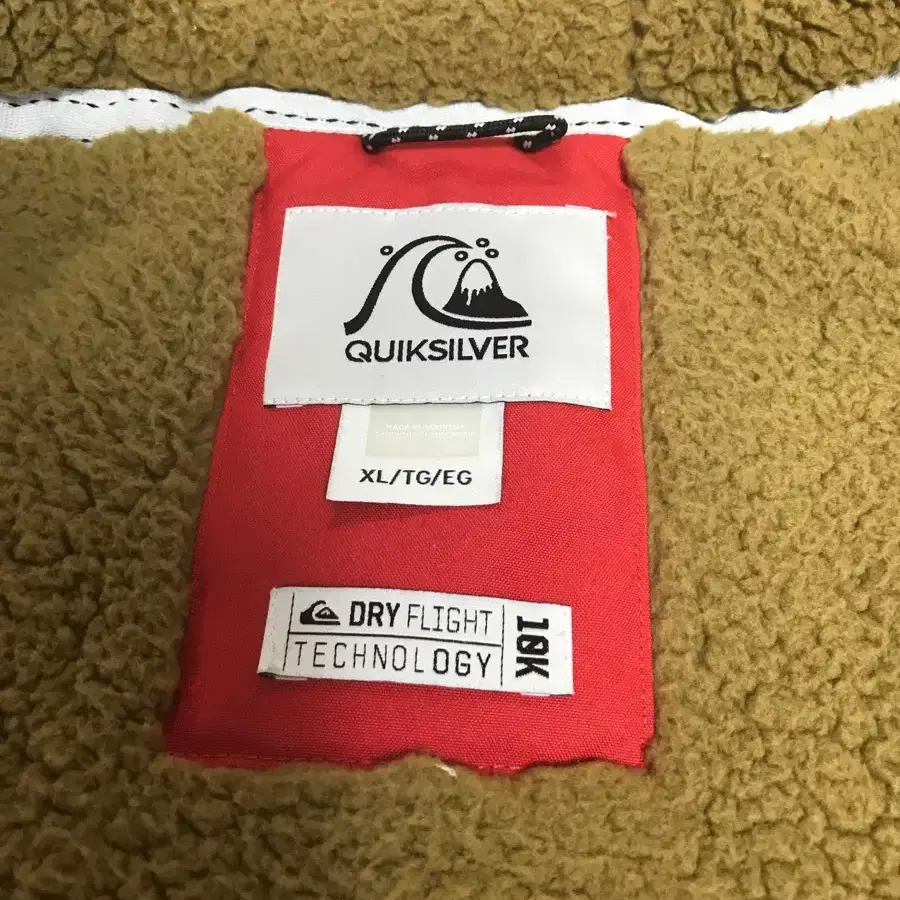 QUIKSILVER
XL/TG/EG
DRY FLIGHT
TECHNOLOGY
10K